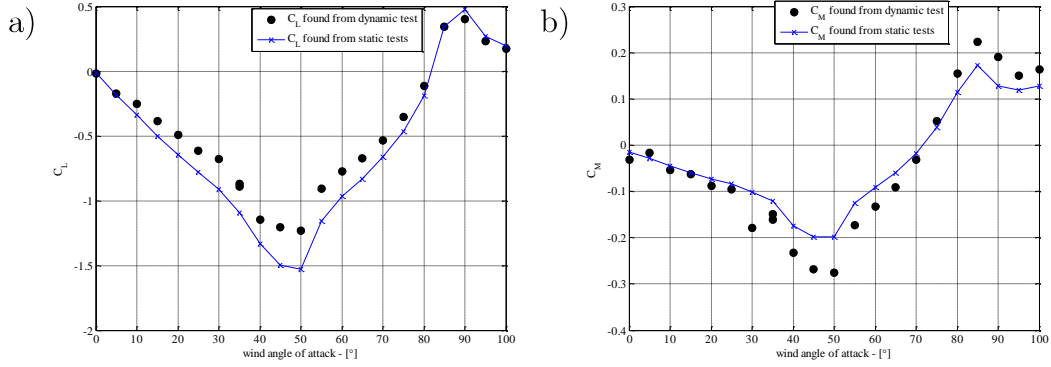 a)
C_L found from dynamic test
C_L found from static tests
0.5
0
-0.5
-1
-1.5
-2
C_L
0 10 20 30 40 50 60 70 80 90 100
wind angle of attack - [°]
b)
C_M found from dynamic test
C_M found from static tests
0.3
0.2
0.1
0
-0.1
-0.2
-0.3
-0.4
C_M
0 10 20 30 40 50 60 70 80 90 100
wind angle of attack - [°]